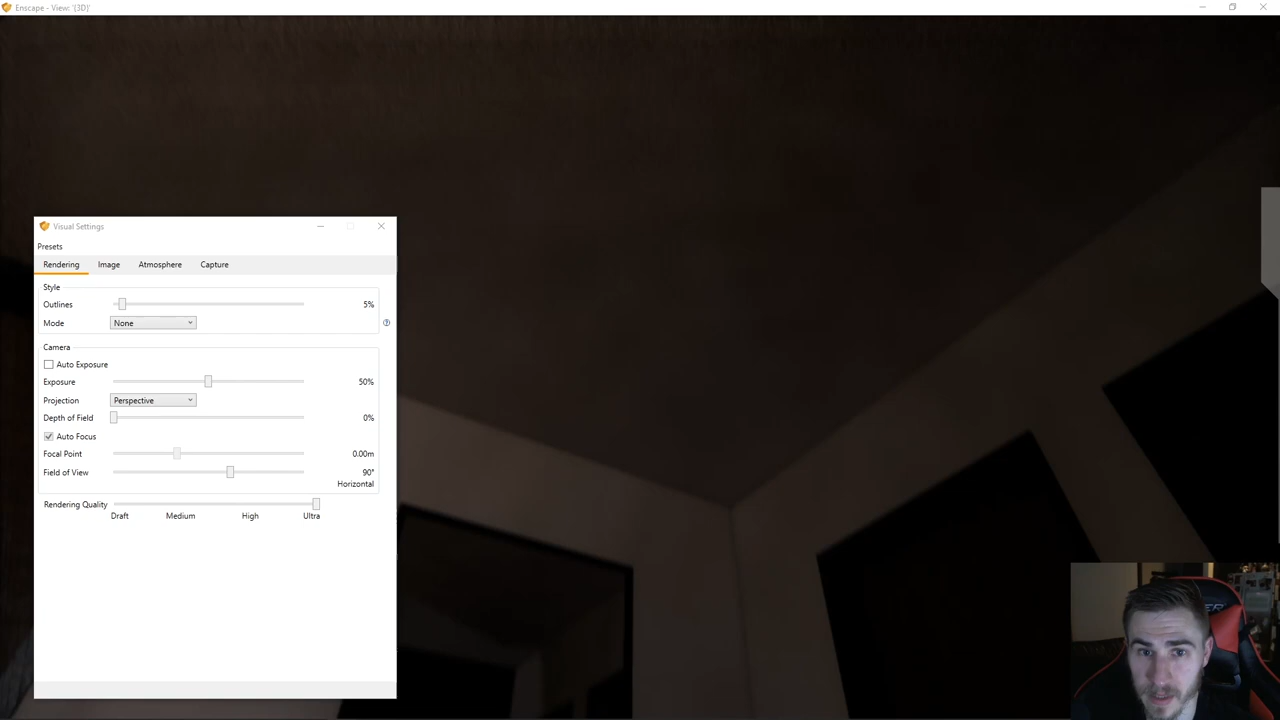 Enscape - View: '{3D}'
Visual Settings
Presets
Rendering Image Atmosphere Capture
Style
Outlines 5%
Mode None
Camera
Auto Exposure
Exposure 50%
Projection Perspective
Depth of Field 0%
Auto Focus
Focal Point 0.00m
Field of View 90°
Horizontal
Rendering Quality
Draft Medium High Ultra